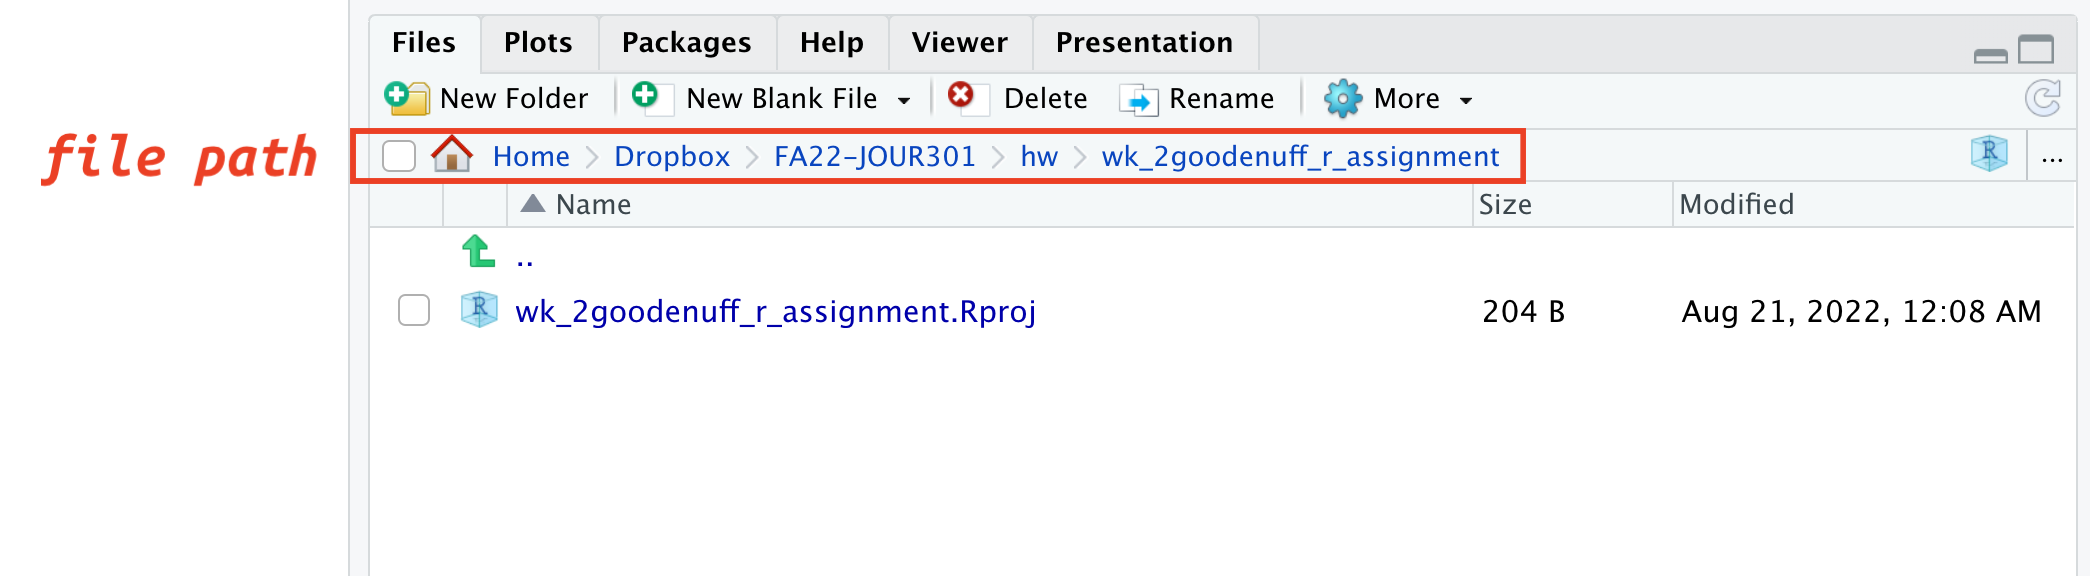 Files Plots Packages Help Viewer Presentation
New Folder New Blank File Delete Rename More
file path
Home Dropbox FA22-JOUR301 hw wk_2goodenuff_r_assignment R ...
Name Size Modified
..
R wk_2goodenuff_r_assignment.Rproj 204 B Aug 21, 2022, 12:08 AM